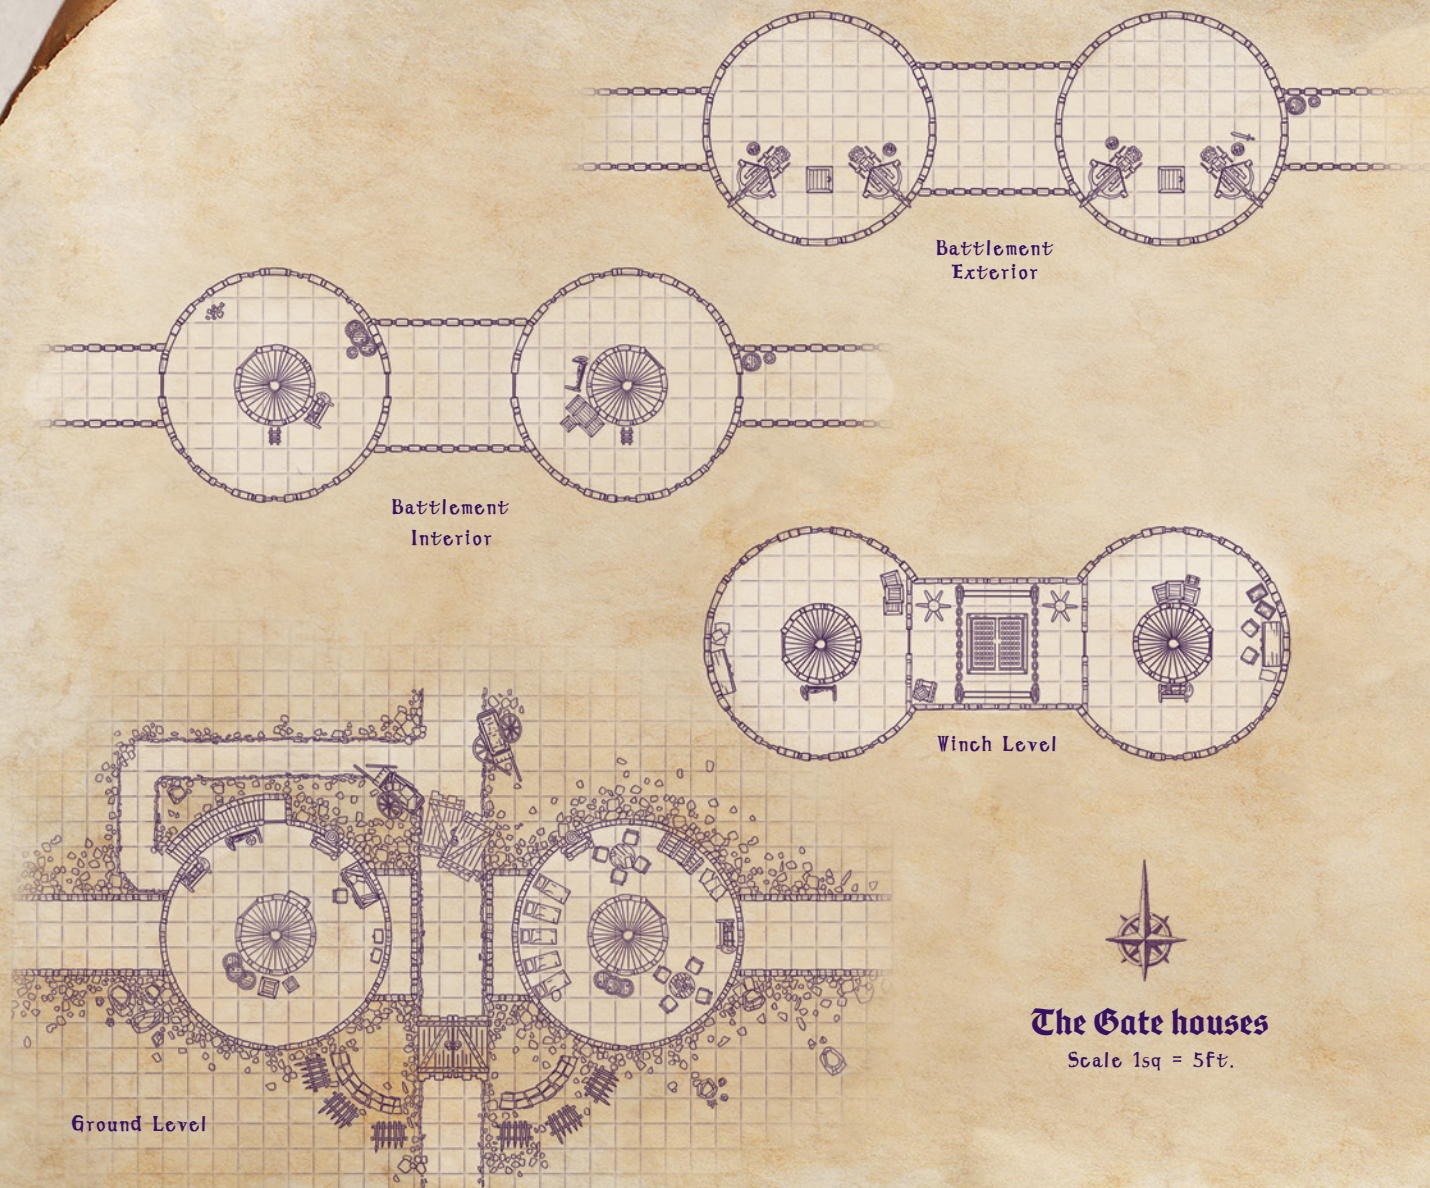 Battlement
Exterior
Battlement
Interior
Winch Level
The Gate houses
Scale 1sq = 5ft.
Ground Level